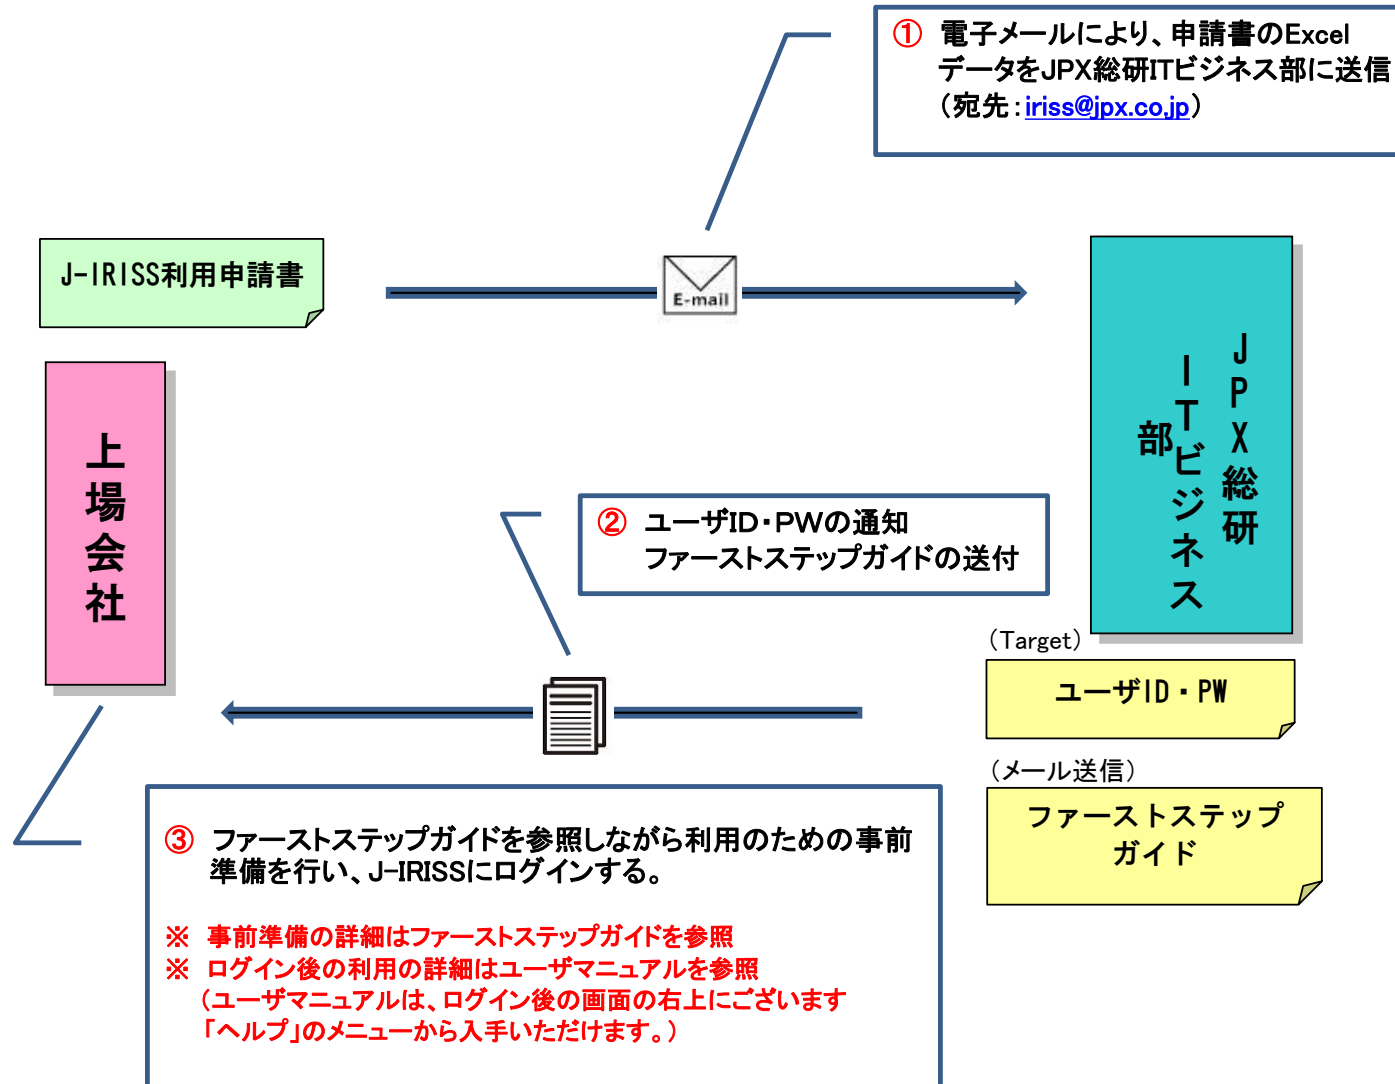 ① 電子メールにより、申請書のExcel
データをJPX総研ITビジネス部に送信
（宛先：iriss@jpx.co.jp）
J-IRISS利用申請書
E-mail
上場会社
JPX総研
ITビジネス
部
② ユーザID・PWの通知
ファーストステップガイドの送付
（Target）
ユーザID・PW
（メール送信）
ファーストステップ
ガイド
③ ファーストステップガイドを参照しながら利用のための事前
準備を行い、J-IRISSにログインする。
※ 事前準備の詳細はファーストステップガイドを参照
※ ログイン後の利用の詳細はユーザマニュアルを参照
（ユーザマニュアルは、ログイン後の画面の右上にございます
「ヘルプ」のメニューから入手いただけます。）